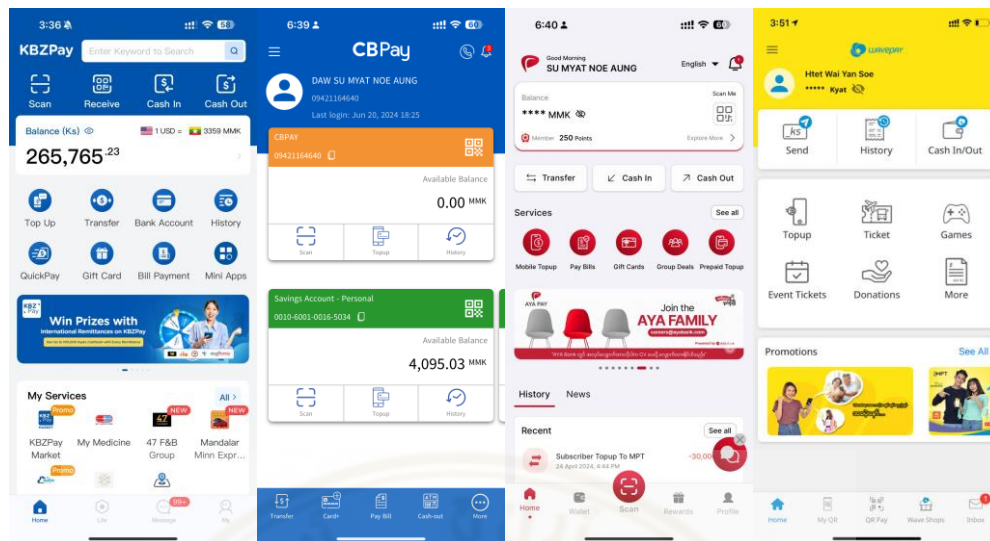 3:36
58
KBZPay
Enter Keyword to Search
Scan
Receive
Cash In
Cash Out
Balance (Ks)
1 USD =
3359 MMK
265,765.23
Top Up
Transfer
Bank Account
History
QuickPay
Gift Card
Bill Payment
Mini Apps
KBZ Pay
Win Prizes with
International Remittances on KBZPay
My Services
All >
Promo
NEW
NEW
47
KBZPay Market
My Medicine
47 F&B Group
Mandalar Minn Expr...
Promo
99+
Home
Life
Message
My
6:39
60
CBPay
DAW SU MYAT NOE AUNG
09421164640
Last login: Jun 20, 2024 18:25
CBPAY
09421164640
Available Balance
0.00 MMK
Scan
Topup
History
Savings Account - Personal
0010-6001-0016-5034
Available Balance
4,095.03 MMK
Scan
Topup
History
Transfer
Card+
Pay Bill
Cash-out
More
6:40
60
Good Morning
SU MYAT NOE AUNG
English
Balance
Scan Me
**** MMK
Member 250 Points
Explore More >
Transfer
Cash In
Cash Out
Services
See all
Mobile Topup
Pay Bills
Gift Cards
Group Deals
Prepaid Topup
AYA PAY
Join the
AYA FAMILY
careers@ayabank.com
History
News
Recent
See all
Subscriber Topup To MPT
24 April 2024, 4:44 PM
-30,00
Home
Wallet
Scan
Rewards
Profile
3:51
wavepay
Htet Wai Yan Soe
***** Kyat
Ks
Send
History
Cash In/Out
Topup
Ticket
Games
Event Tickets
Donations
More
Promotions
See All
1
Home
My QR
QR Pay
Wave Shops
Inbox